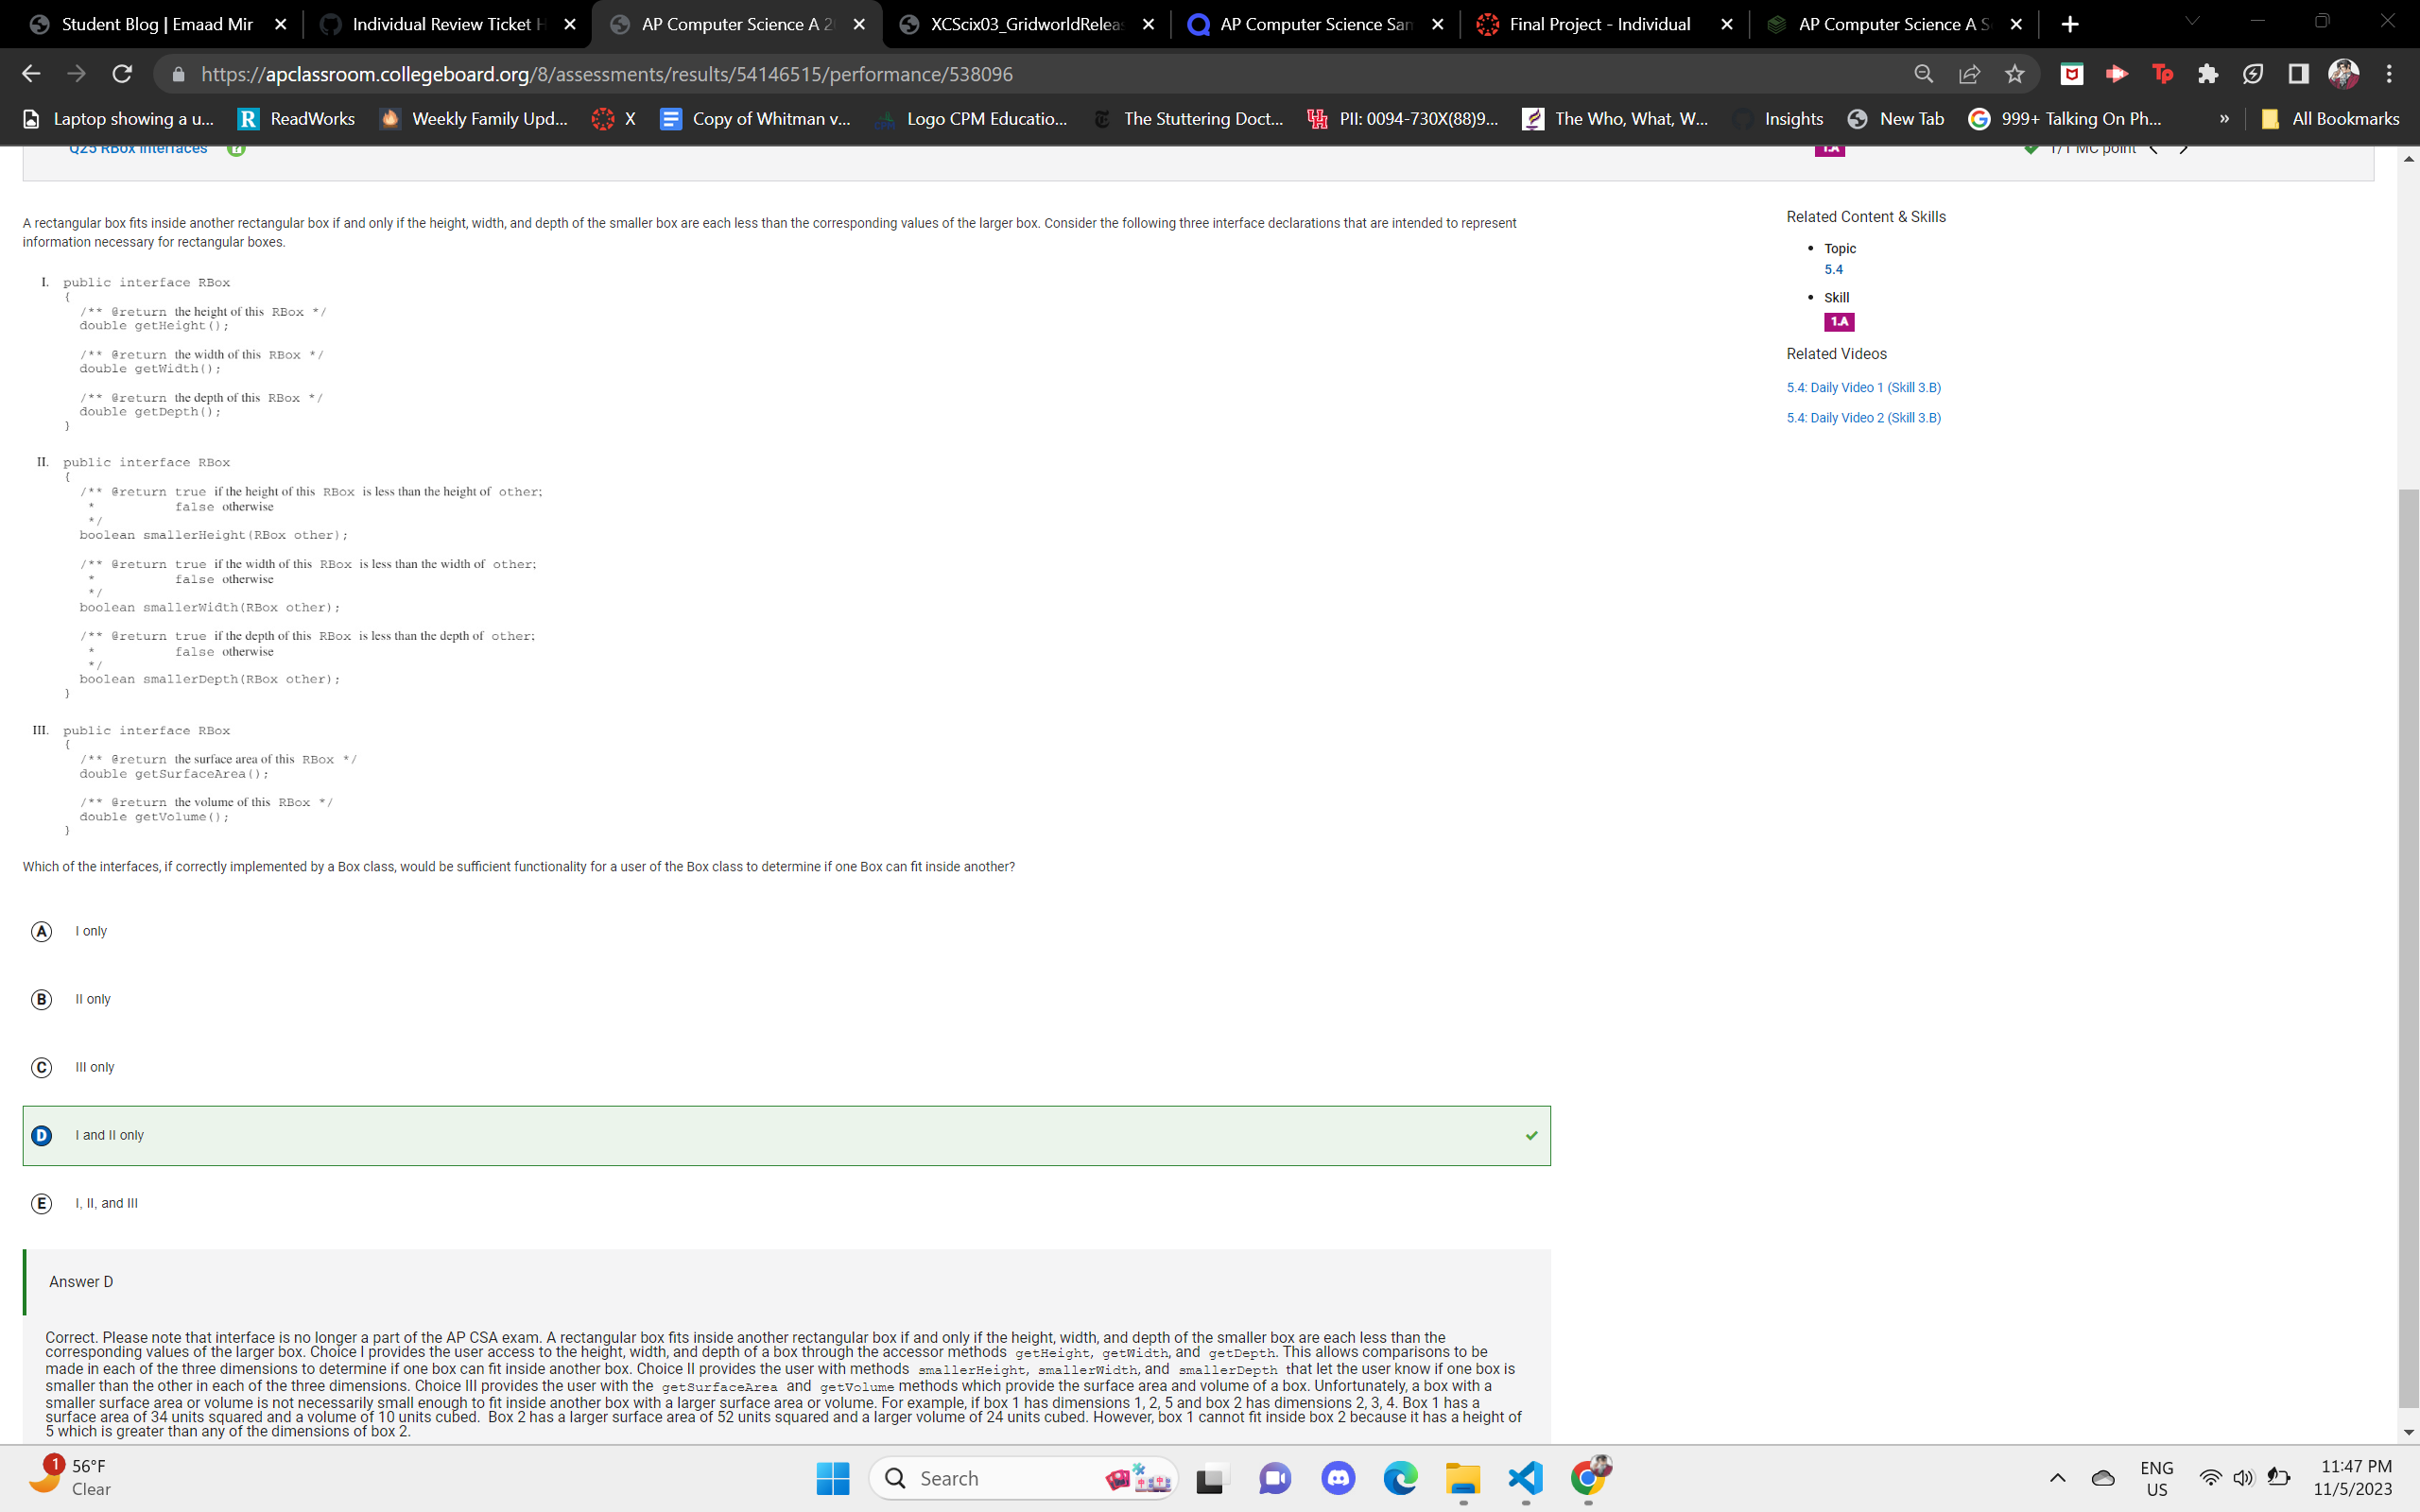 Student Blog | Emaad Mir
Individual Review Ticket H
AP Computer Science A 2
XCScix03_GridworldRelea
AP Computer Science Sam
Final Project - Individual
AP Computer Science A S
https://apclassroom.collegeboard.org/8/assessments/results/54146515/performance/538096
Laptop showing a u...
ReadWorks
Weekly Family Upd...
X
Copy of Whitman v...
Logo CPM Educatio...
The Stuttering Doct...
PII: 0094-730X(88)9...
The Who, What, W...
Insights
New Tab
999+ Talking On Ph...
»
All Bookmarks
Q25 RBox Interfaces
1.A
1/1 MC point
A rectangular box fits inside another rectangular box if and only if the height, width, and depth of the smaller box are each less than the corresponding values of the larger box. Consider the following three interface declarations that are intended to represent
information necessary for rectangular boxes.
I. public interface RBox
{
/** @return the height of this RBox */
double getHeight();
/** @return the width of this RBox */
double getWidth();
/** @return the depth of this RBox */
double getDepth();
}
II. public interface RBox
{
/** @return true if the height of this RBox is less than the height of other;
* false otherwise
*/
boolean smallerHeight(RBox other);
/** @return true if the width of this RBox is less than the width of other;
* false otherwise
*/
boolean smallerWidth(RBox other);
/** @return true if the depth of this RBox is less than the depth of other;
* false otherwise
*/
boolean smallerDepth(RBox other);
}
III. public interface RBox
{
/** @return the surface area of this RBox */
double getSurfaceArea();
/** @return the volume of this RBox */
double getVolume();
}
Which of the interfaces, if correctly implemented by a Box class, would be sufficient functionality for a user of the Box class to determine if one Box can fit inside another?
A I only
B II only
C III only
D I and II only
E I, II, and III
Answer D
Correct. Please note that interface is no longer a part of the AP CSA exam. A rectangular box fits inside another rectangular box if and only if the height, width, and depth of the smaller box are each less than the
corresponding values of the larger box. Choice I provides the user access to the height, width, and depth of a box through the accessor methods getHeight, getWidth, and getDepth. This allows comparisons to be
made in each of the three dimensions to determine if one box can fit inside another box. Choice II provides the user with methods smallerHeight, smallerWidth, and smallerDepth that let the user know if one box is
smaller than the other in each of the three dimensions. Choice III provides the user with the getSurfaceArea and getVolume methods which provide the surface area and volume of a box. Unfortunately, a box with a
smaller surface area or volume is not necessarily small enough to fit inside another box with a larger surface area or volume. For example, if box 1 has dimensions 1, 2, 5 and box 2 has dimensions 2, 3, 4. Box 1 has a
surface area of 34 units squared and a volume of 10 units cubed. Box 2 has a larger surface area of 52 units squared and a larger volume of 24 units cubed. However, box 1 cannot fit inside box 2 because it has a height of
5 which is greater than any of the dimensions of box 2.
Related Content & Skills
Topic
5.4
Skill
1.A
Related Videos
5.4: Daily Video 1 (Skill 3.B)
5.4: Daily Video 2 (Skill 3.B)
1
56°F
Clear
Search
ENG
US
11:47 PM
11/5/2023